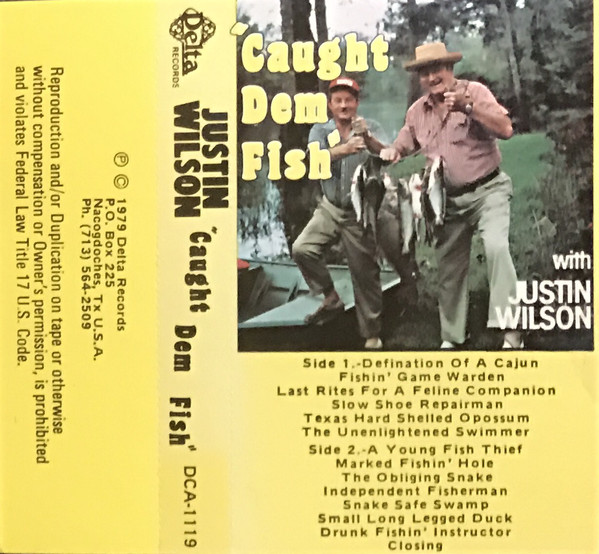 Reproduction and/or Duplication on tape or otherwise
without compensation or Owner's permission, is prohibited
and violates Federal Law Title 17 U.S. Code.
℗ © 1979 Delta Records
P.O. Box 225
Nacogdoches, Tx U.S.A.
Ph. (713) 564-2509
Delta
RECORDS
JUSTIN
WILSON
"Caught Dem Fish"
DCA-1119
'Caught
Dem
Fish'
with
JUSTIN
WILSON
Side 1.-Defination Of A Cajun
Fishin' Game Warden
Last Rites For A Feline Companion
Slow Shoe Repairman
Texas Hard Shelled Opossum
The Unenlightened Swimmer
Side 2.-A Young Fish Thief
Marked Fishin' Hole
The Obliging Snake
Independent Fisherman
Snake Safe Swamp
Small Long Legged Duck
Drunk Fishin' Instructor
Closing